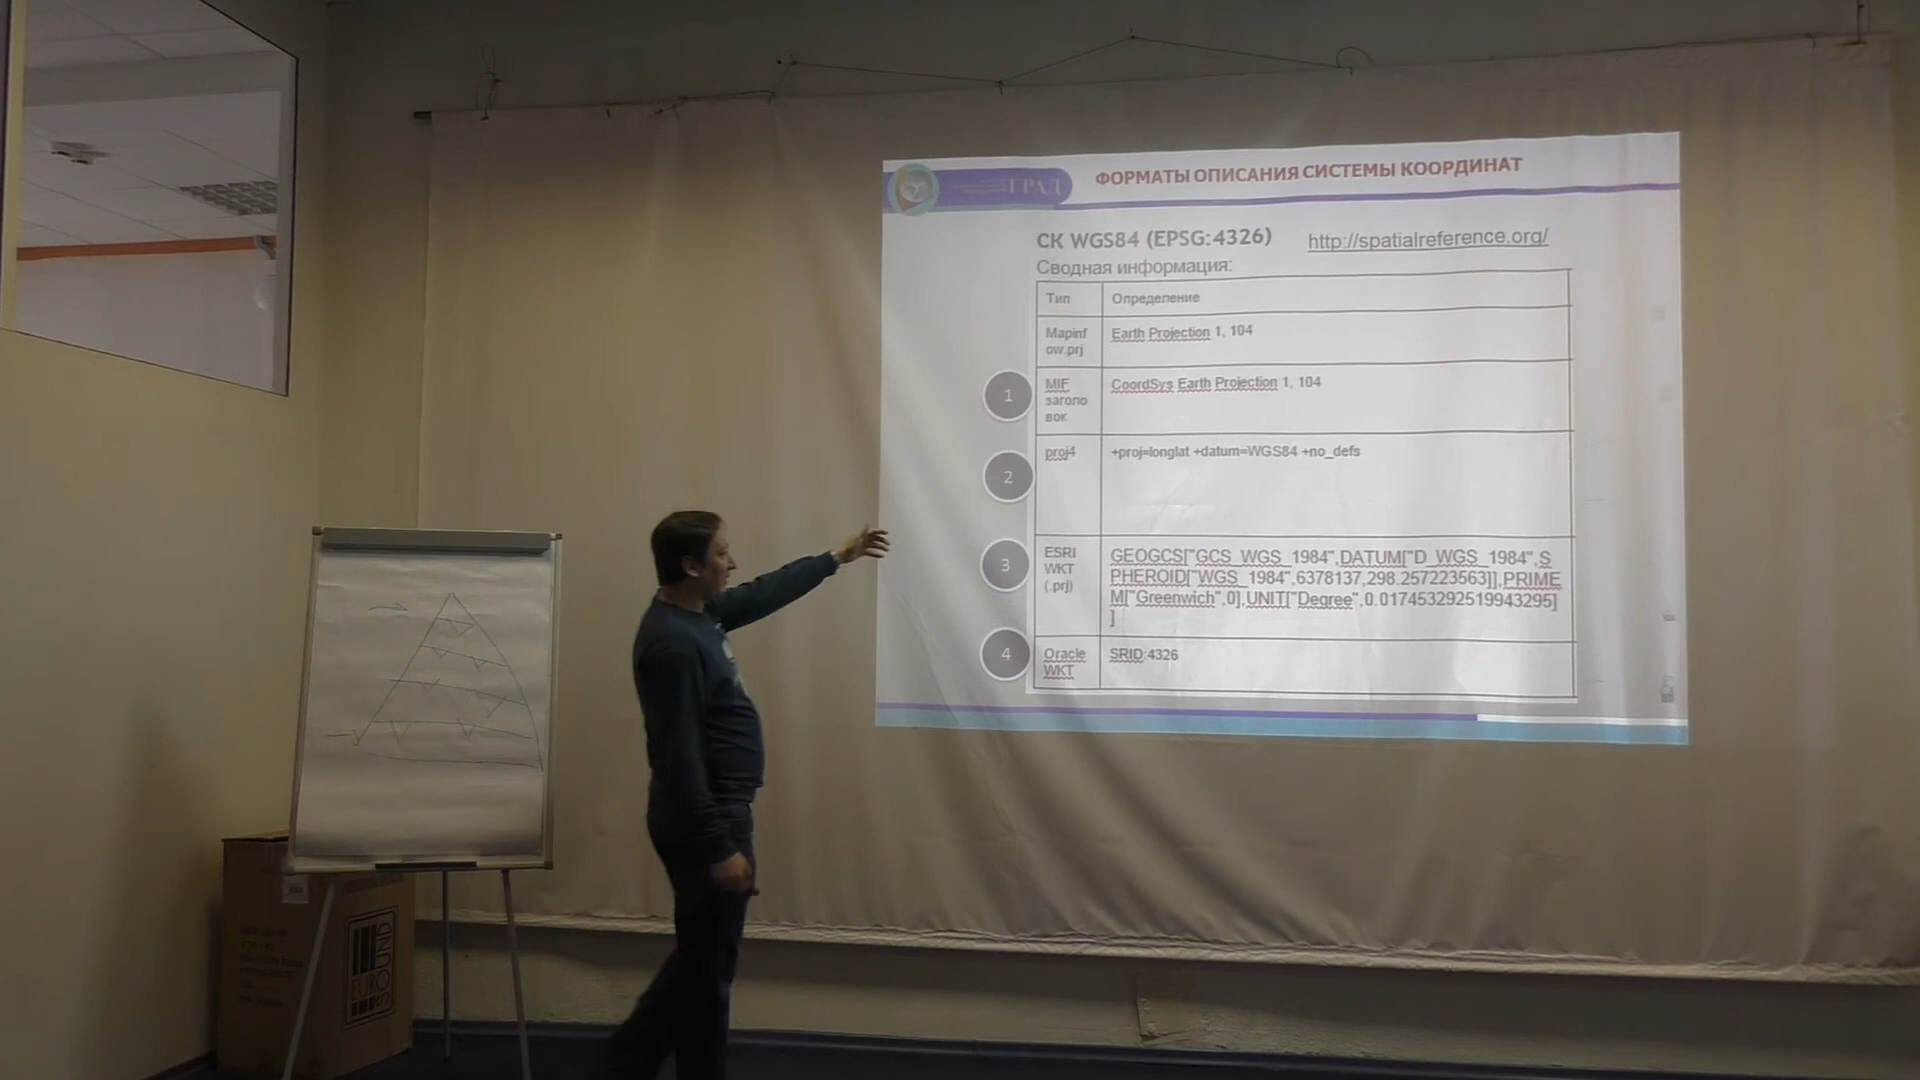 ГРАД
ФОРМАТЫ ОПИСАНИЯ СИСТЕМЫ КООРДИНАТ
СК WGS84 (EPSG:4326)
http://spatialreference.org/
Сводная информация:
Тип
Определение
Mapinf
ow.prj
Earth Projection 1, 104
1
MIF
заголо
вок
CoordSys Earth Projection 1, 104
2
proj4
+proj=longlat +datum=WGS84 +no_defs
3
ESRI
WKT
(.prj)
GEOGCS["GCS_WGS_1984",DATUM["D_WGS_1984",S
PHEROID["WGS_1984",6378137,298.257223563]],PRIME
M["Greenwich",0],UNIT["Degree",0.017453292519943295]
]
4
Oracle
WKT
SRID:4326
EUROSOUND